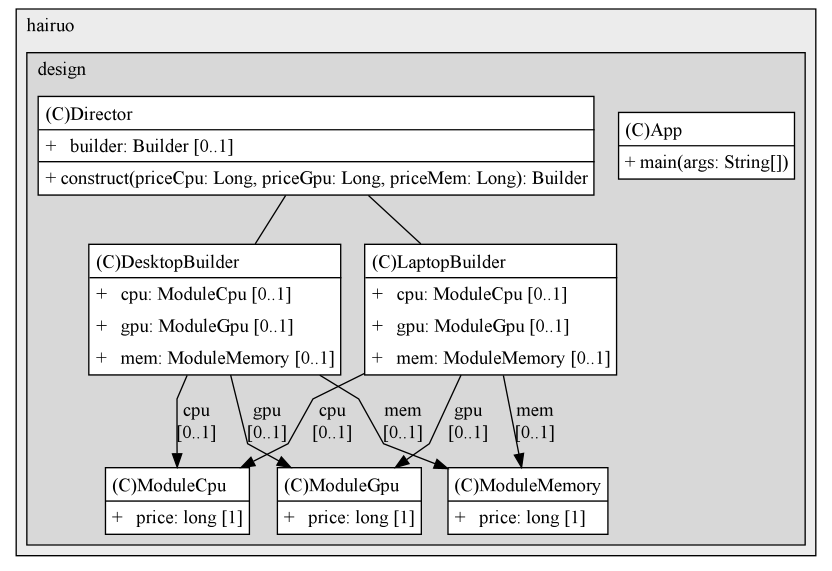 hairuo
design
(C)Director
+ builder: Builder [0..1]
+ construct(priceCpu: Long, priceGpu: Long, priceMem: Long): Builder
(C)App
+ main(args: String[])
(C)DesktopBuilder
+ cpu: ModuleCpu [0..1]
+ gpu: ModuleGpu [0..1]
+ mem: ModuleMemory [0..1]
(C)LaptopBuilder
+ cpu: ModuleCpu [0..1]
+ gpu: ModuleGpu [0..1]
+ mem: ModuleMemory [0..1]
cpu
[0..1]
gpu
[0..1]
cpu
[0..1]
mem
[0..1]
gpu
[0..1]
mem
[0..1]
(C)ModuleCpu
+ price: long [1]
(C)ModuleGpu
+ price: long [1]
(C)ModuleMemory
+ price: long [1]